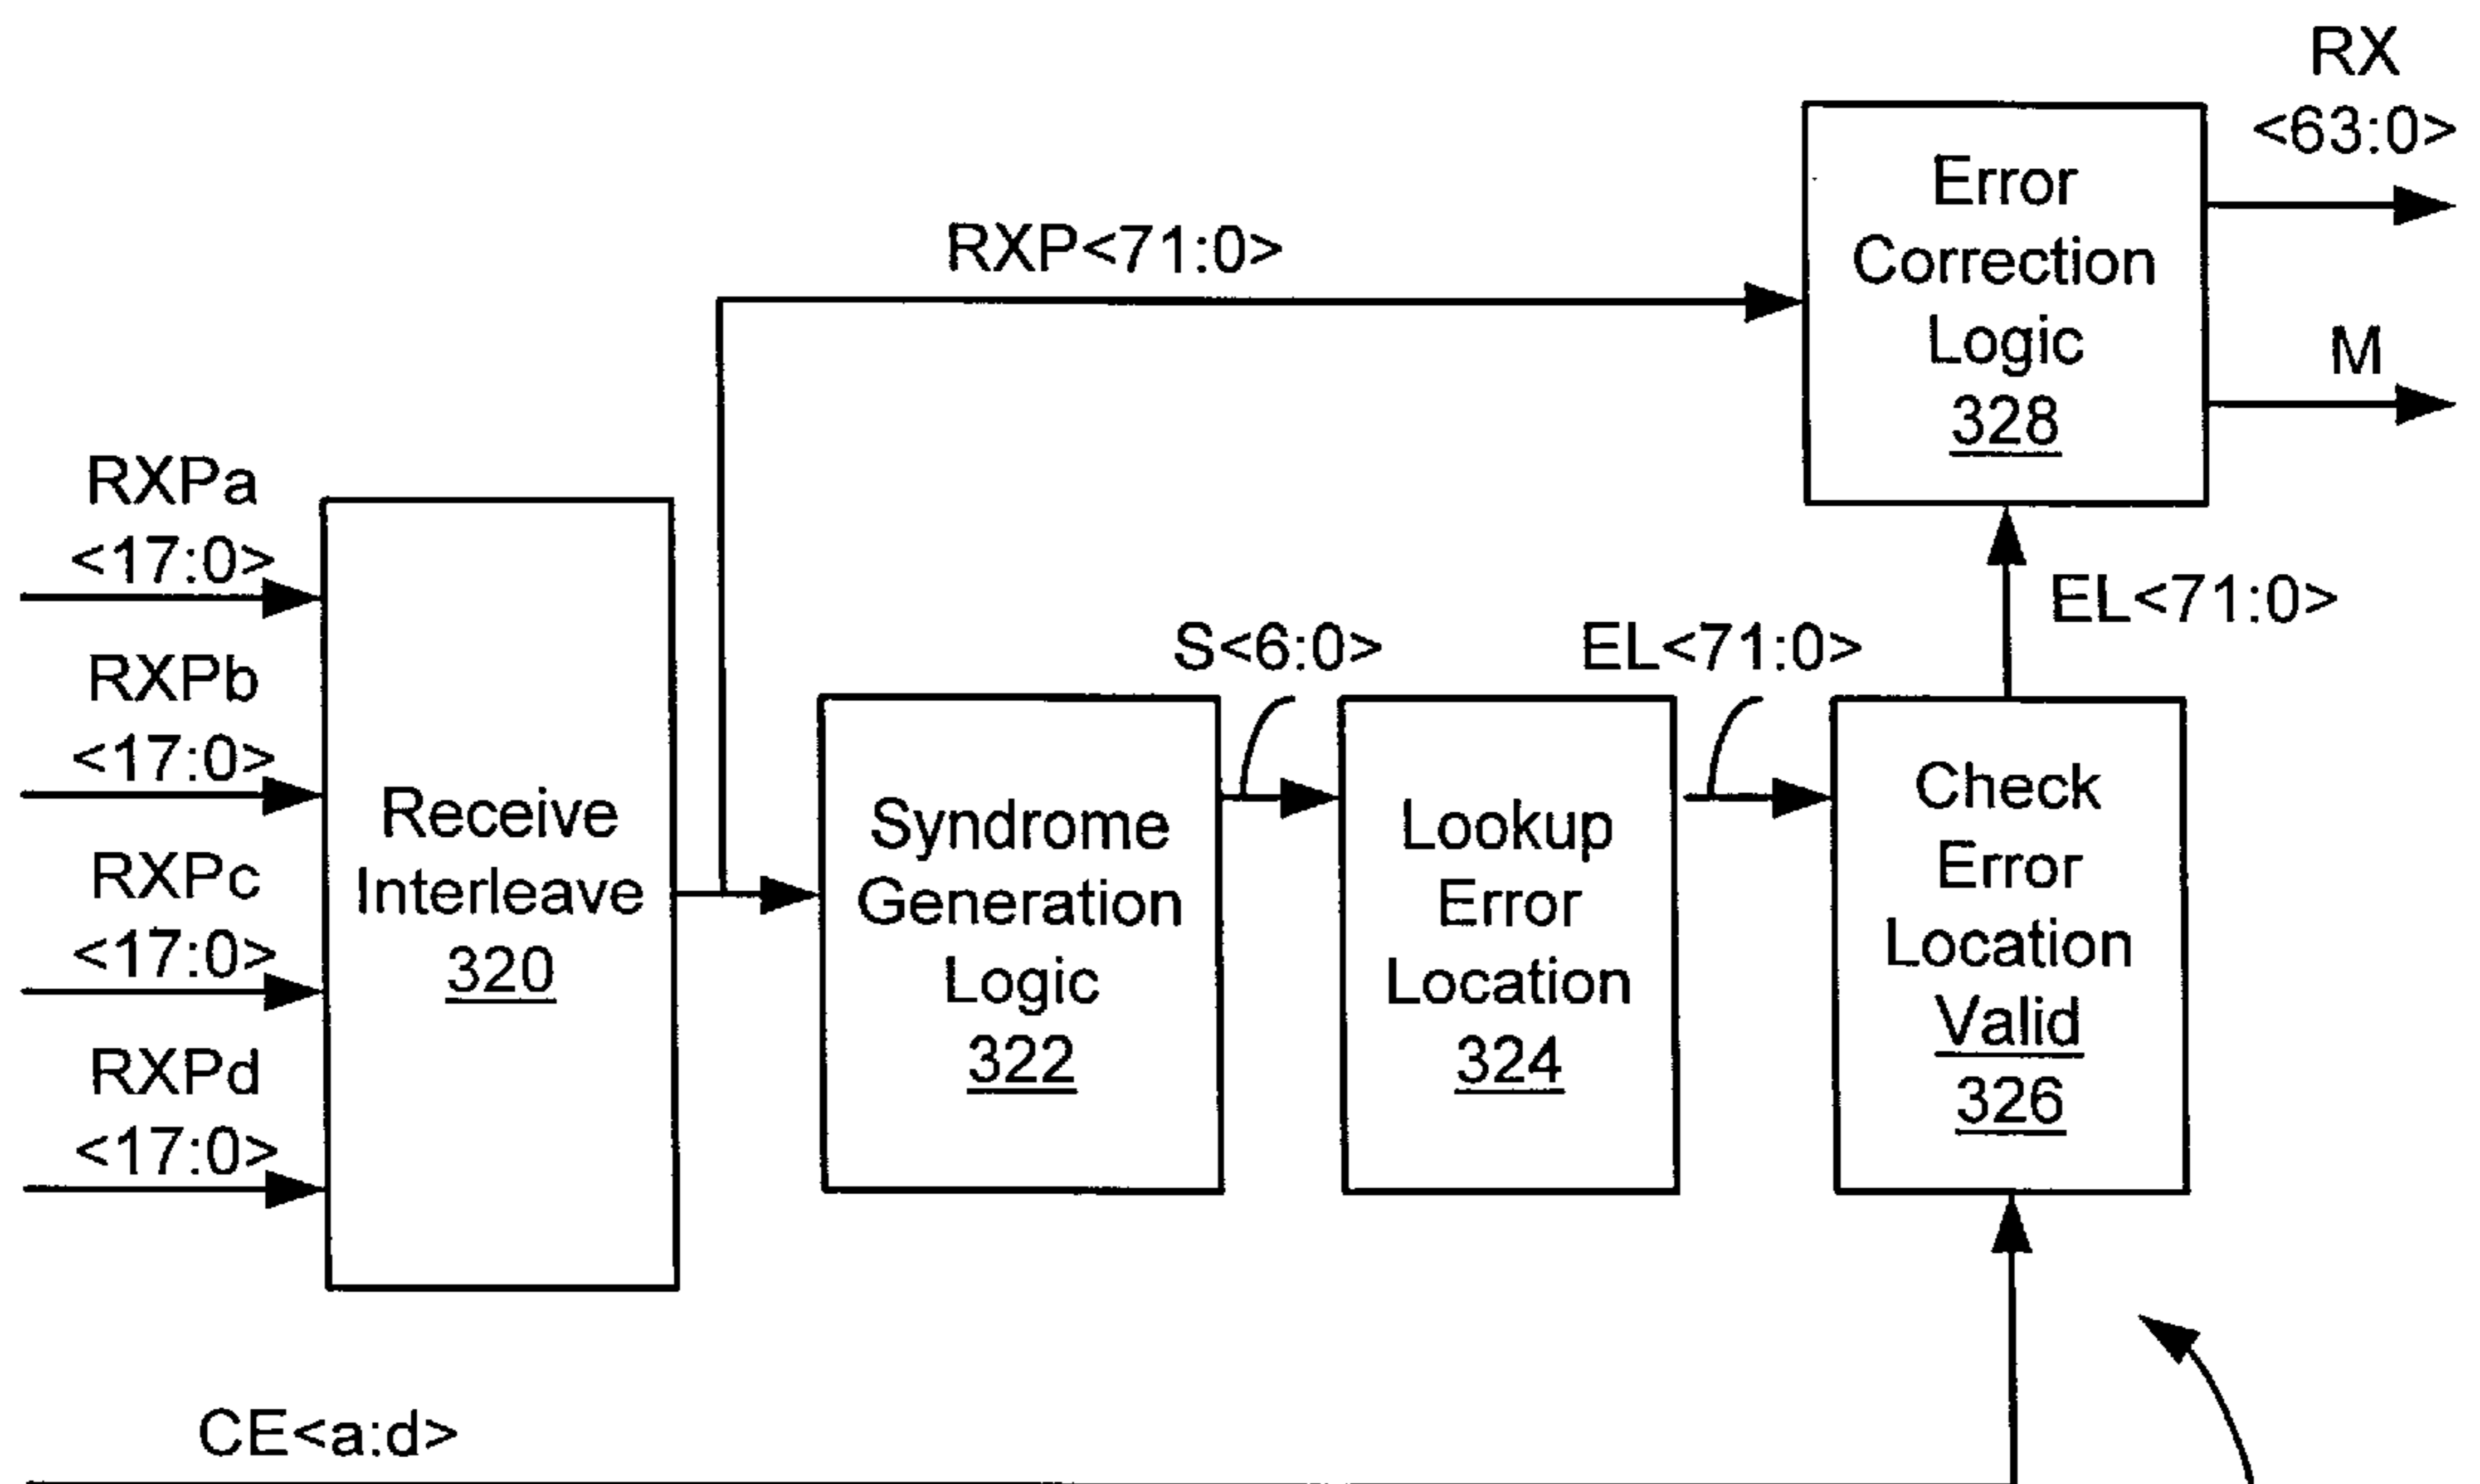 RX
<63:0>
Error
Correction
Logic
328
RXP<71:0>
M
RXPa
<17:0>
EL<71:0>
S<6:0>
EL<71:0>
RXPb
<17:0>
Receive
Interleave
320
Syndrome
Generation
Logic
322
Lookup
Error
Location
324
Check
Error
Location
Valid
326
RXPc
<17:0>
RXPd
<17:0>
CE<a:d>